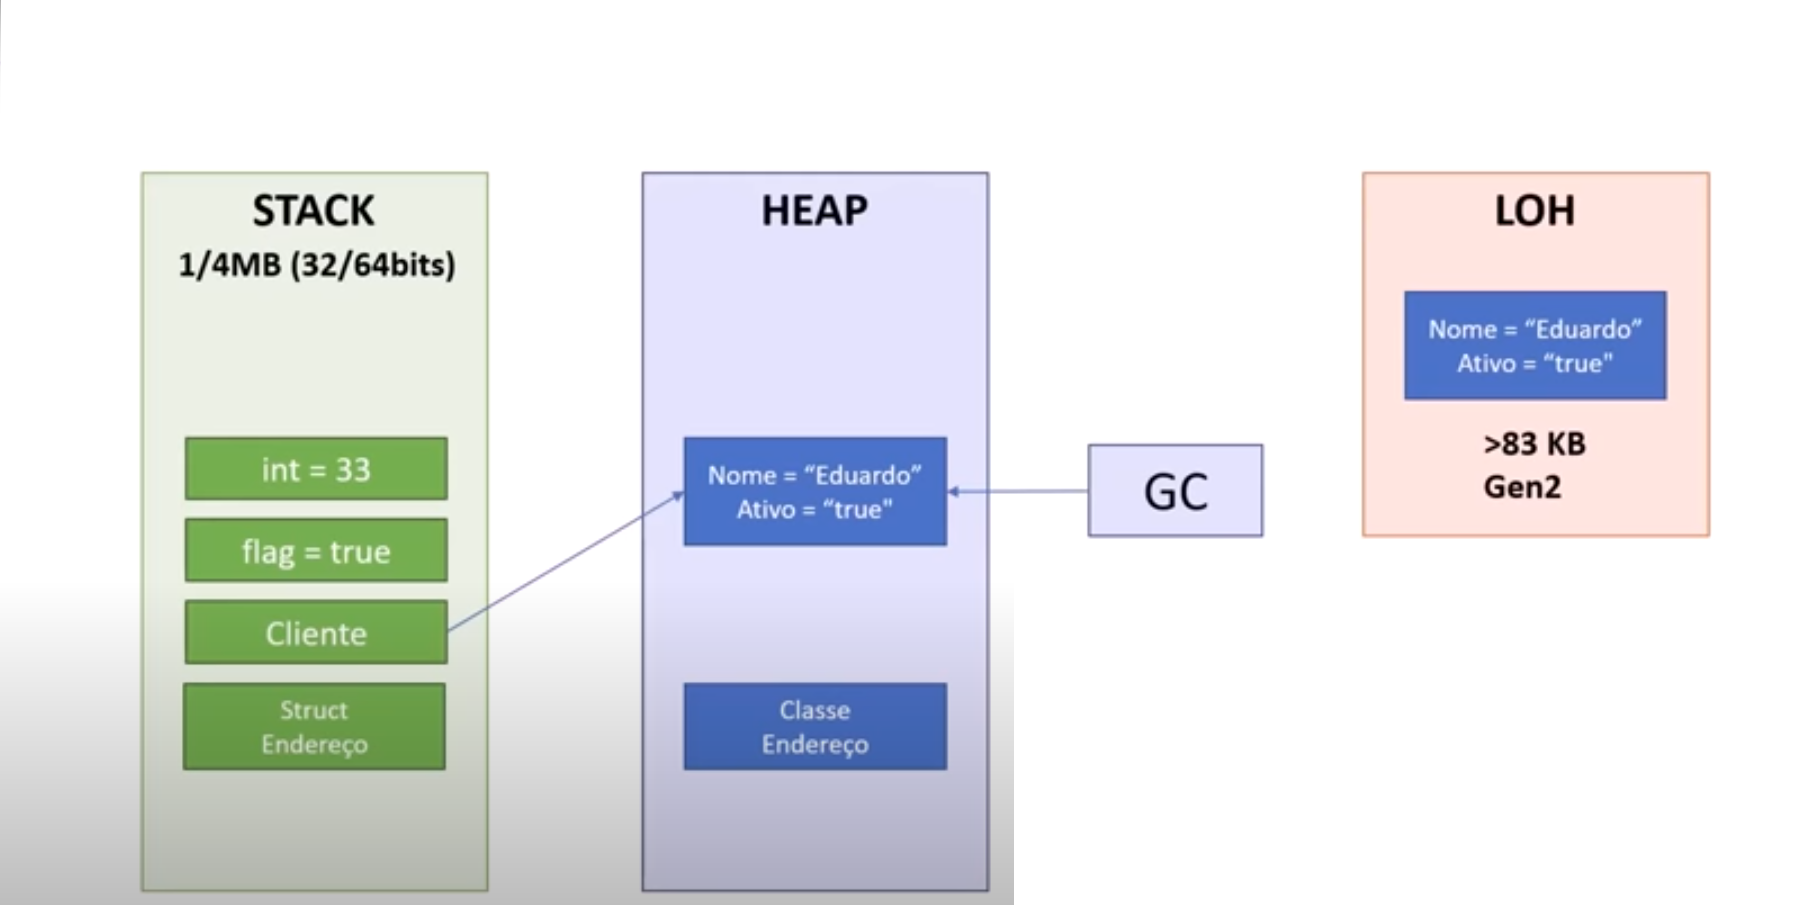 STACK
1/4MB (32/64bits)
int = 33
flag = true
Cliente
Struct
Endereço
HEAP
Nome = “Eduardo”
Ativo = “true"
Classe
Endereço
GC
LOH
Nome = “Eduardo”
Ativo = “true"
>83 KB
Gen2